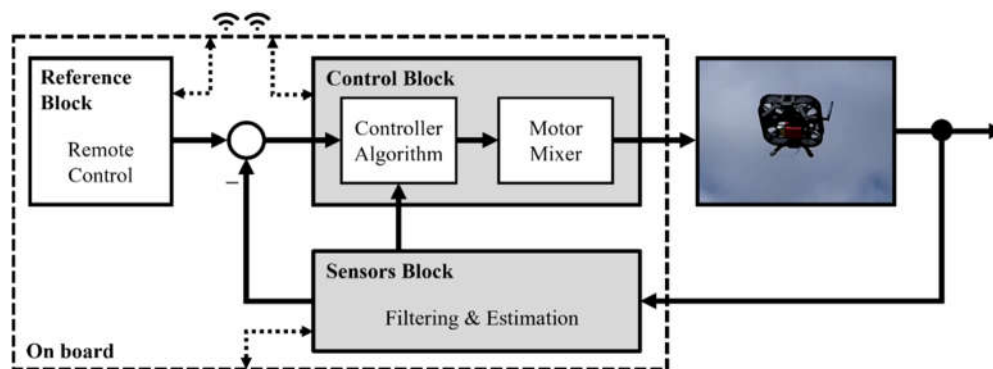 Reference
Block
Remote
Control
Control Block
Controller
Algorithm
Motor
Mixer
–
Sensors Block
Filtering & Estimation
On board